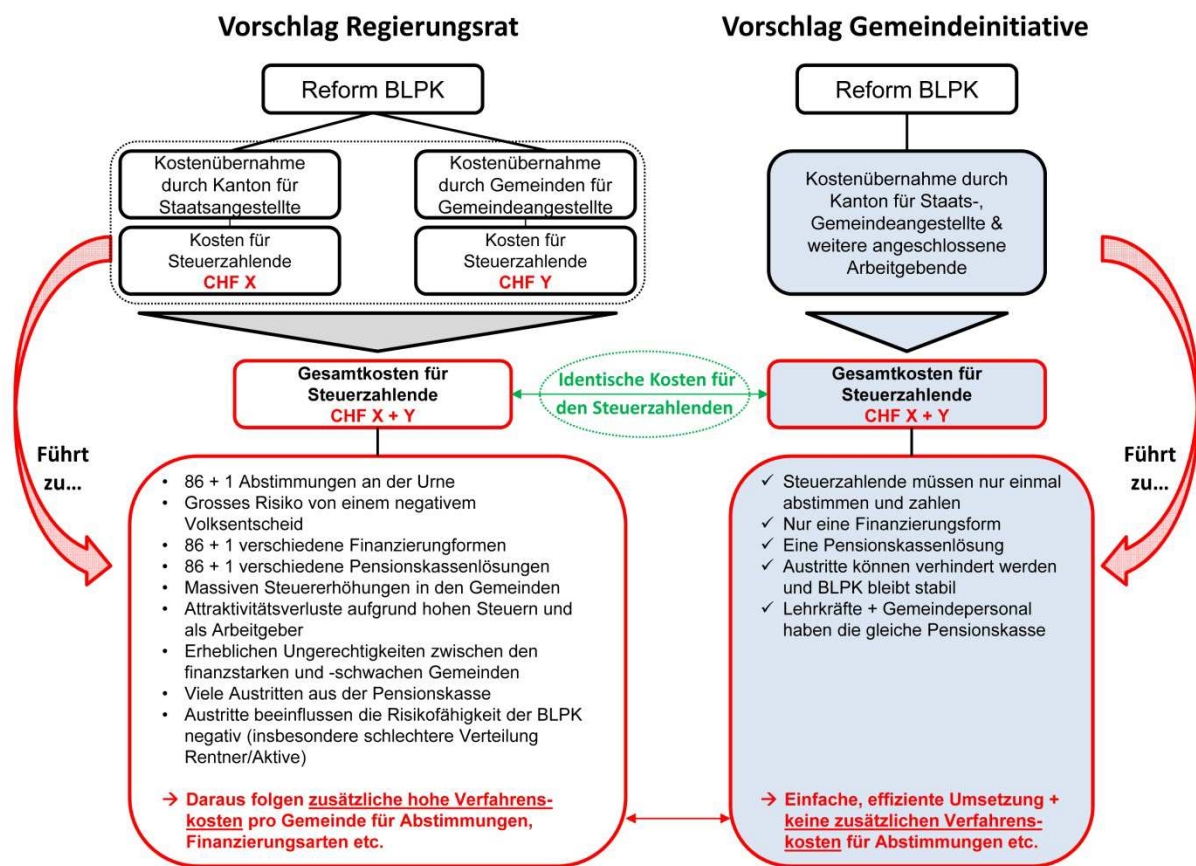 Vorschlag Regierungsrat
Reform BLPK
Kostenübernahme
durch Kanton für
Staatsangestellte
Kostenübernahme
durch Gemeinden für
Gemeindeangestellte
Kosten für
Steuerzahlende
CHF X
Kosten für
Steuerzahlende
CHF Y
Gesamtkosten für
Steuerzahlende
CHF X + Y
Führt
zu...
• 86 + 1 Abstimmungen an der Urne
• Grosses Risiko von einem negativem
Volksentscheid
• 86 + 1 verschiedene Finanzierungformen
• 86 + 1 verschiedene Pensionskassenlösungen
• Massiven Steuererhöhungen in den Gemeinden
• Attraktivitätsverluste aufgrund hohen Steuern und
als Arbeitgeber
• Erheblichen Ungerechtigkeiten zwischen den
finanzstarken und -schwachen Gemeinden
• Viele Austritten aus der Pensionskasse
• Austritte beeinflussen die Risikofähigkeit der BLPK
negativ (insbesondere schlechtere Verteilung
Rentner/Aktive)
→ Daraus folgen zusätzliche hohe Verfahrens-
kosten pro Gemeinde für Abstimmungen,
Finanzierungsarten etc.
Identische Kosten für
den Steuerzahlenden
Vorschlag Gemeindeinitiative
Reform BLPK
Kostenübernahme durch
Kanton für Staats-,
Gemeindeangestellte &
weitere angeschlossene
Arbeitgebende
Gesamtkosten für
Steuerzahlende
CHF X + Y
Führt
zu...
✓ Steuerzahlende müssen nur einmal
abstimmen und zahlen
✓ Nur eine Finanzierungsform
✓ Eine Pensionskassenlösung
✓ Austritte können verhindert werden
und BLPK bleibt stabil
✓ Lehrkräfte + Gemeindepersonal
haben die gleiche Pensionskasse
→ Einfache, effiziente Umsetzung +
keine zusätzlichen Verfahrens-
kosten für Abstimmungen etc.